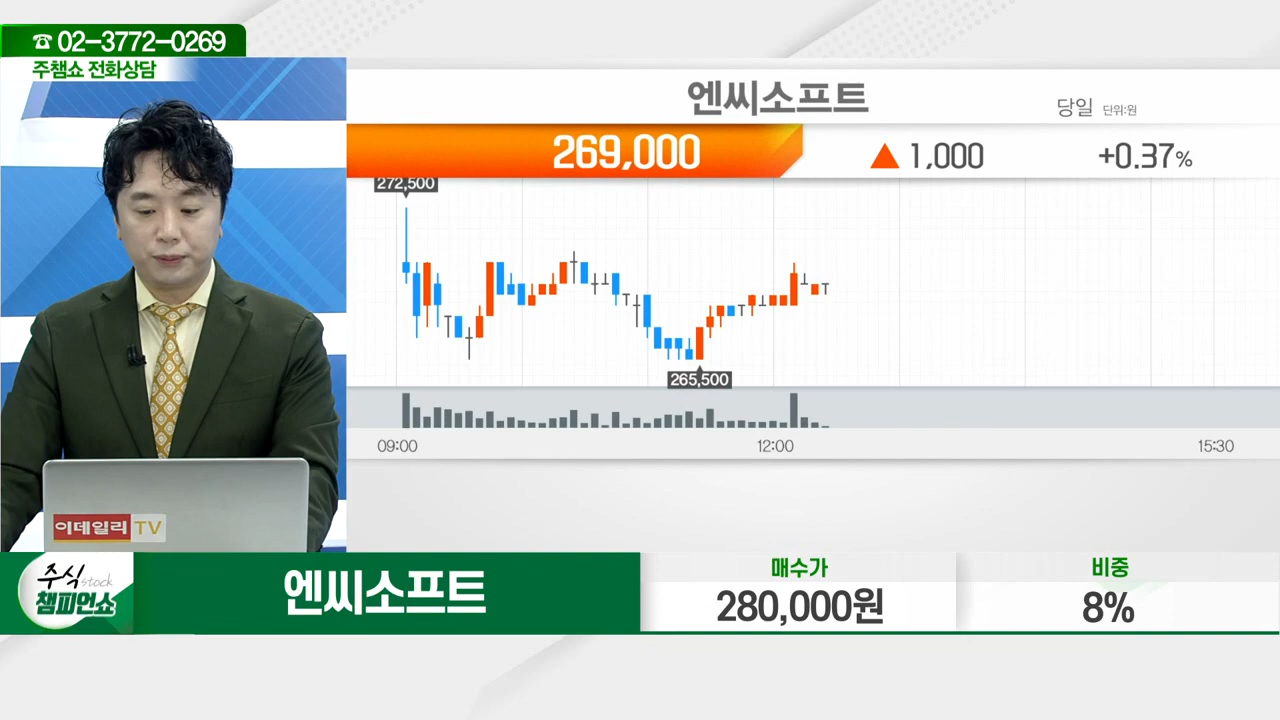 ☎ 02-3772-0269
주챔쇼 전화상담
엔씨소프트
당일 단위:원
269,000 ▲ 1,000 +0.37%
272,500
265,500
09:00 12:00 15:30
이데일리 TV
주식 stock
챔피언쇼
엔씨소프트
매수가
280,000원
비중
8%